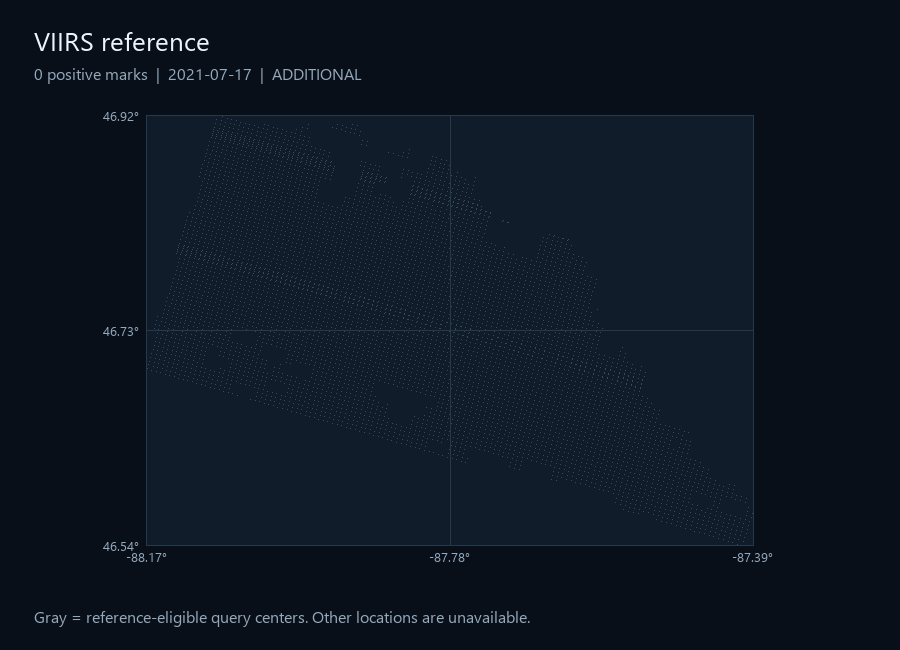 VIIRS reference
0 positive marks | 2021-07-17 | ADDITIONAL
46.92°
46.73°
46.54°
-88.17° -87.78° -87.39°
Gray = reference-eligible query centers. Other locations are unavailable.